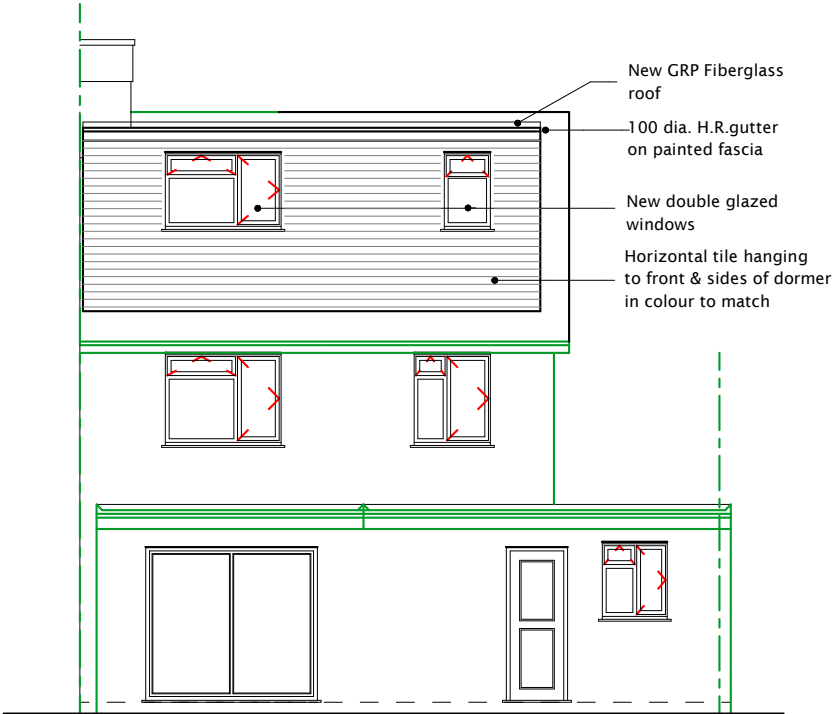 New GRP Fiberglass
roof
100 dia. H.R.gutter
on painted fascia
New double glazed
windows
Horizontal tile hanging
to front & sides of dormer
in colour to match